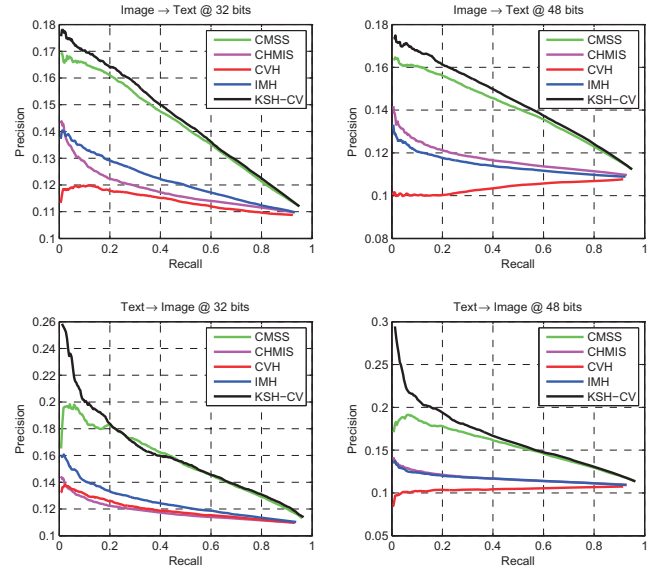 Image → Text @ 32 bits
0.18
0.17
0.16
0.15
0.14
0.13
0.12
0.11
0.1
Precision
0 0.2 0.4 0.6 0.8 1
Recall
CMSS
CHMIS
CVH
IMH
KSH−CV
Image → Text @ 48 bits
0.18
0.16
0.14
0.12
0.1
0.08
Precision
0 0.2 0.4 0.6 0.8 1
Recall
CMSS
CHMIS
CVH
IMH
KSH−CV
Text→ Image @ 32 bits
0.26
0.24
0.22
0.2
0.18
0.16
0.14
0.12
0.1
Precision
0 0.2 0.4 0.6 0.8 1
Recall
CMSS
CHMIS
CVH
IMH
KSH−CV
Text→ Image @ 48 bits
0.3
0.25
0.2
0.15
0.1
0.05
Precision
0 0.2 0.4 0.6 0.8 1
Recall
CMSS
CHMIS
CVH
IMH
KSH−CV